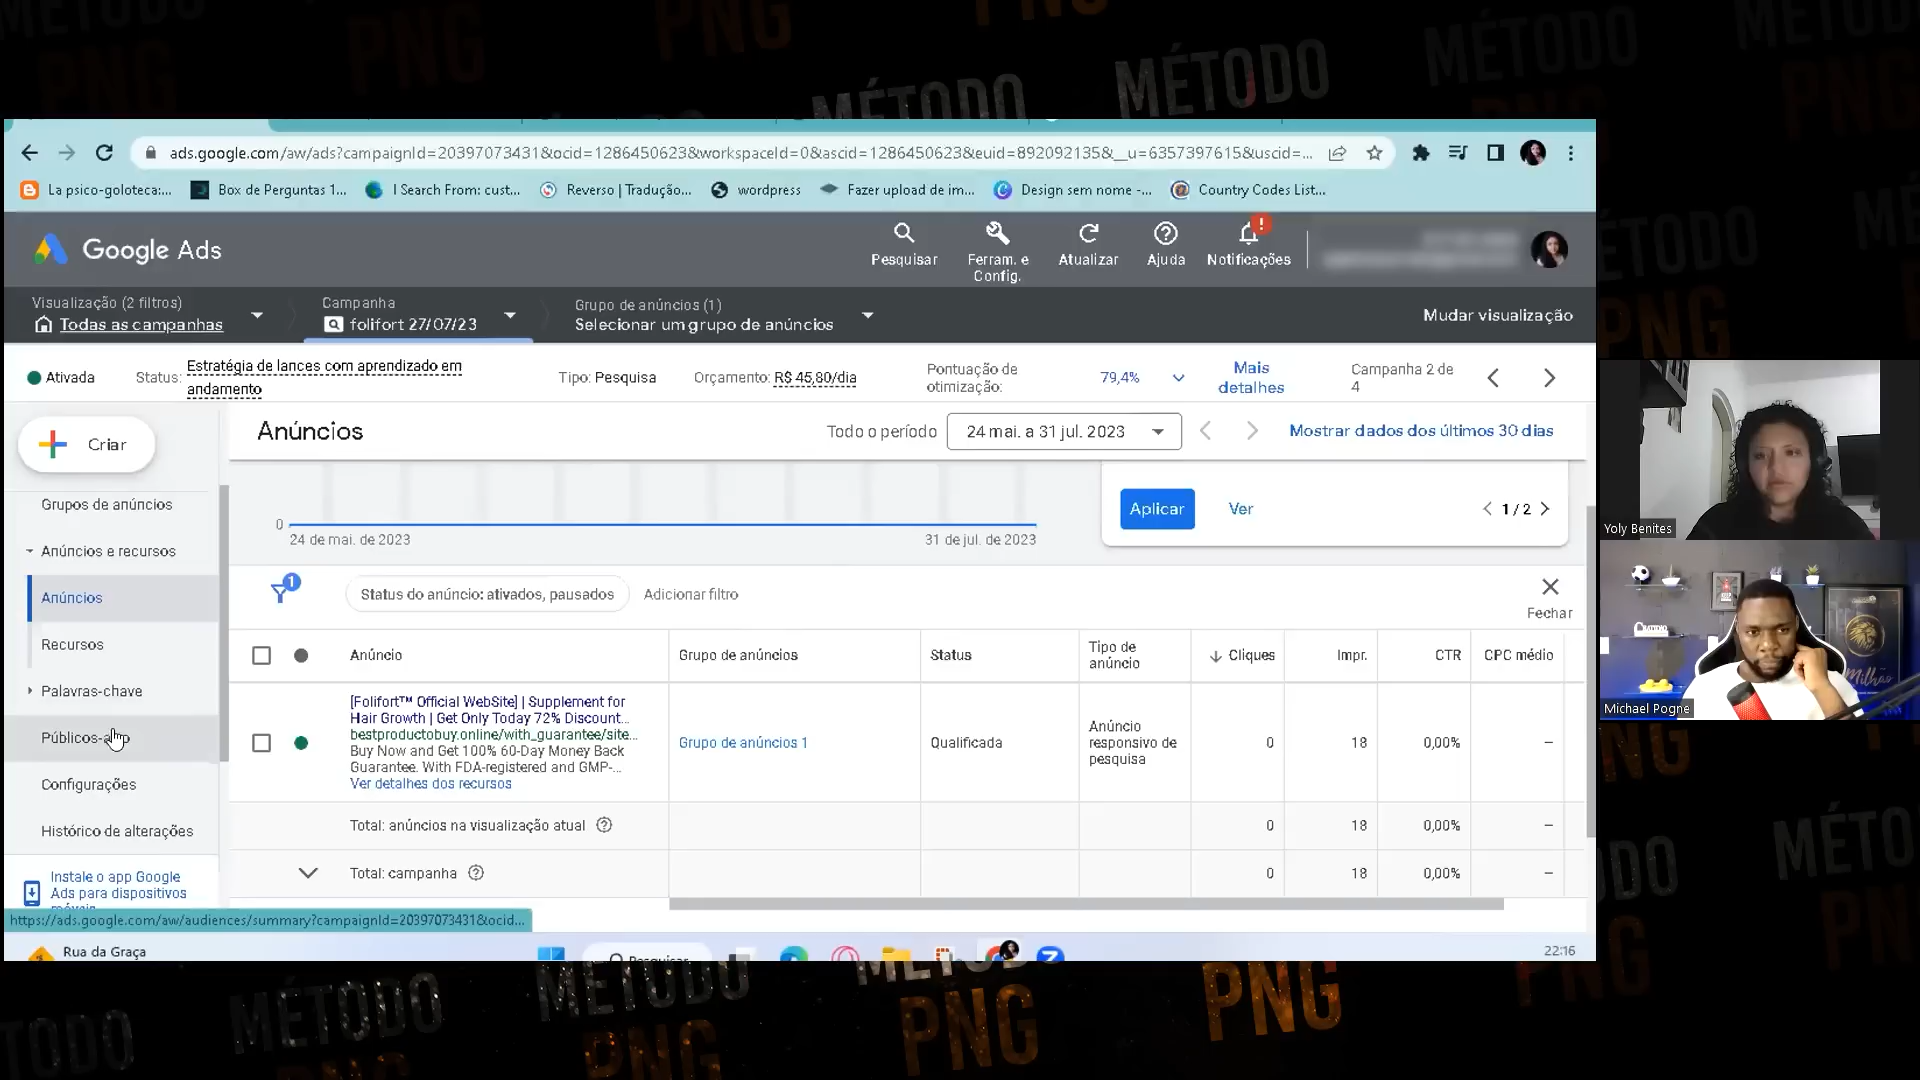 MÉTODO
PNG
ads.google.com/aw/ads?campaignId=20397073431&ocid=1286450623&workspaceId=0&ascid=1286450623&euid=892092135&__u=6357397615&uscid=...
La psico-goloteca:...
Box de Perguntas 1...
I Search From: cust...
Reverso | Tradução...
wordpress
Fazer upload de im...
Design sem nome -...
Country Codes List...
Google Ads
Pesquisar
Ferram. e
Config.
Atualizar
Ajuda
!
Notificações
Visualização (2 filtros)
Todas as campanhas
Campanha
folifort 27/07/23
Grupo de anúncios (1)
Selecionar um grupo de anúncios
Mudar visualização
Ativada
Status:
Estratégia de lances com aprendizado em
andamento
Tipo: Pesquisa
Orçamento: R$ 45,80/dia
Pontuação de
otimização:
79,4%
Mais
detalhes
Campanha 2 de
4
Criar
Anúncios
Todo o período
24 mai. a 31 jul. 2023
Mostrar dados dos últimos 30 dias
Grupos de anúncios
Anúncios e recursos
Anúncios
Recursos
Palavras-chave
Configurações
Histórico de alterações
Instale o app Google
Ads para dispositivos
0
24 de mai. de 2023
31 de jul. de 2023
Aplicar
Ver
1 / 2
1
Status do anúncio: ativados, pausados
Adicionar filtro
Fechar
Anúncio
Grupo de anúncios
Status
Tipo de
anúncio
Cliques
Impr.
CTR
CPC médio
[Folifort™ Official WebSite] | Supplement for
Hair Growth | Get Only Today 72% Discount...
bestproductobuy.online/with_guarantee/site...
Buy Now and Get 100% 60-Day Money Back
Guarantee. With FDA-registered and GMP-...
Ver detalhes dos recursos
Grupo de anúncios 1
Qualificada
Anúncio
responsivo de
pesquisa
0
18
0,00%
–
Total: anúncios na visualização atual
0
18
0,00%
–
Total: campanha
0
18
0,00%
–
https://ads.google.com/aw/audiences/summary?campaignId=20397073431&ocid...
Rua da Graça
Pesquisar
22:16
Yoly Benites
Michael Pogne
MÉTODO
PNG